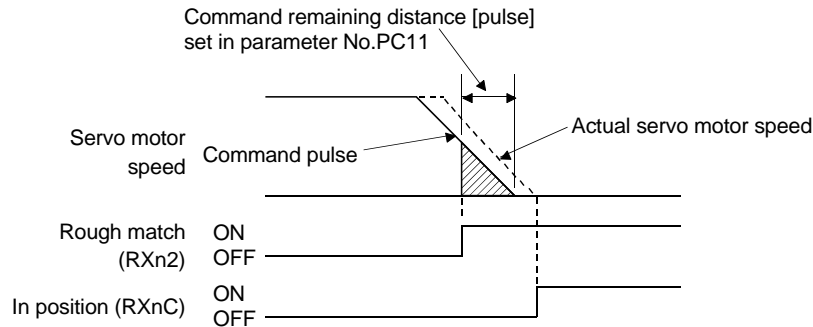 Command remaining distance [pulse]
set in parameter No.PC11
Actual servo motor speed
Servo motor
speed
Command pulse
Rough match
(RXn2)
ON
OFF
In position (RXnC)
ON
OFF